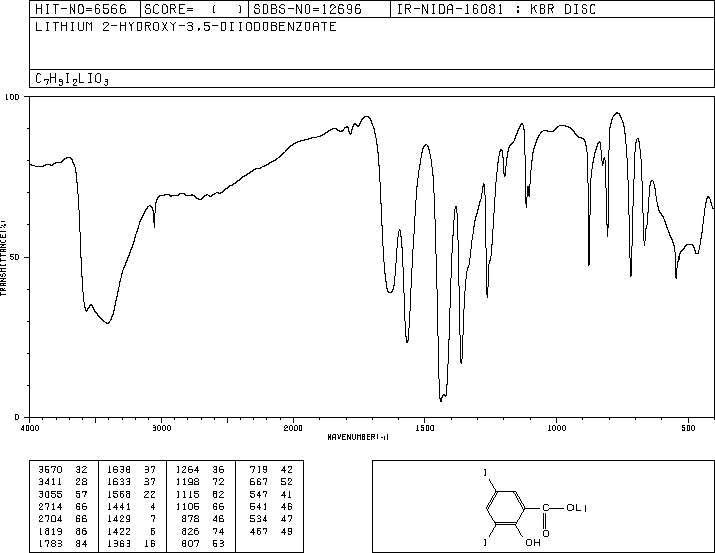 HIT-NO=6566 SCORE= ( ) SDBS-NO=12696 IR-NIDA-16081 : KBR DISC
LITHIUM 2-HYDROXY-3,5-DIIODOBENZOATE
C7H3I2LIO3
100
50
0
TRANSMITTANCE(%)
4000 3000 2000 1500 1000 500
WAVENUMBER(-1)
3570 32 1638 37 1264 36 719 42
3411 28 1633 37 1198 72 667 52
3055 57 1568 22 1115 62 547 41
2714 66 1441 4 1105 66 541 46
2704 66 1429 7 878 46 534 47
1819 86 1422 5 826 74 467 49
1783 84 1363 16 807 53
I
C
OLI
O
OH
I